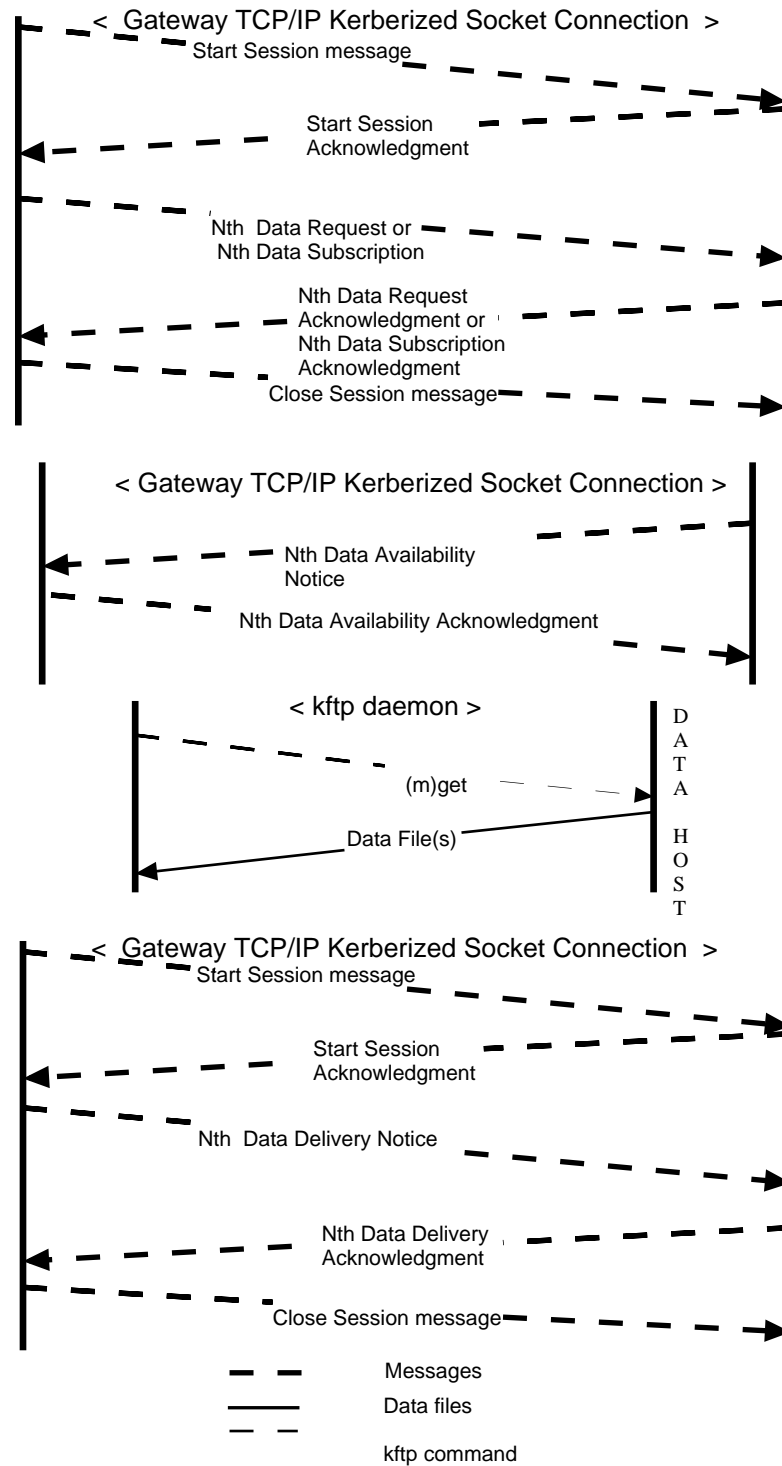 < Gateway TCP/IP Kerberized Socket Connection >
Start Session message
Start Session
Acknowledgment
Nth Data Request or
Nth Data Subscription
Nth Data Request
Acknowledgment or
Nth Data Subscription
Acknowledgment
Close Session message
< Gateway TCP/IP Kerberized Socket Connection >
Nth Data Availability
Notice
Nth Data Availability Acknowledgment
< kftp daemon >
(m)get
Data File(s)
DATA HOST
< Gateway TCP/IP Kerberized Socket Connection >
Start Session message
Start Session
Acknowledgment
Nth Data Delivery Notice
Nth Data Delivery
Acknowledgment
Close Session message
Messages
Data files
kftp command